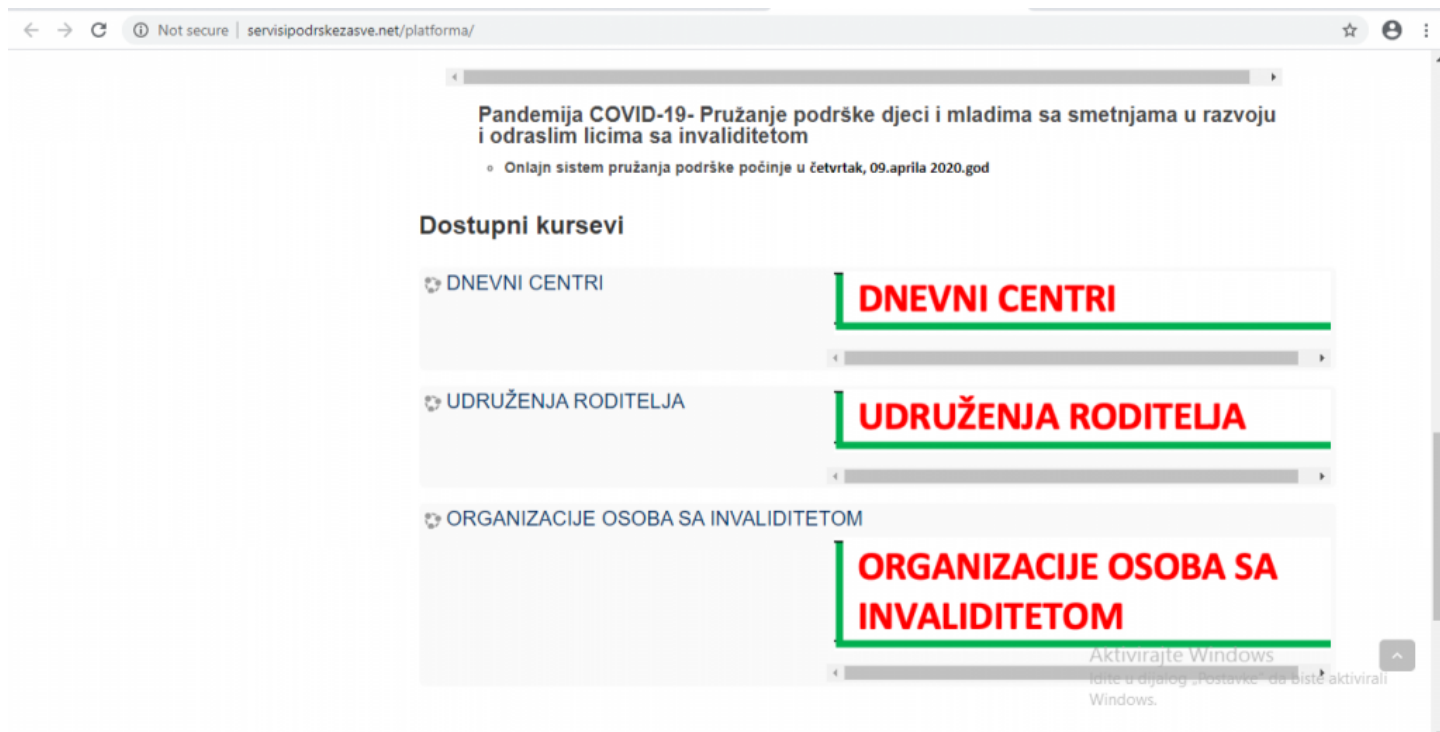 Not secure | servisipodrskezasve.net/platforma/
Pandemija COVID-19- Pružanje podrške djeci i mladima sa smetnjama u razvoju
i odraslim licima sa invaliditetom
Onlajn sistem pružanja podrške počinje u četvrtak, 09.aprila 2020.god
Dostupni kursevi
DNEVNI CENTRI
DNEVNI CENTRI
UDRUŽENJA RODITELJA
UDRUŽENJA RODITELJA
ORGANIZACIJE OSOBA SA INVALIDITETOM
ORGANIZACIJE OSOBA SA
INVALIDITETOM
Aktivirajte Windows
Idite u dijalog „Postavke“ da biste aktivirali
Windows.